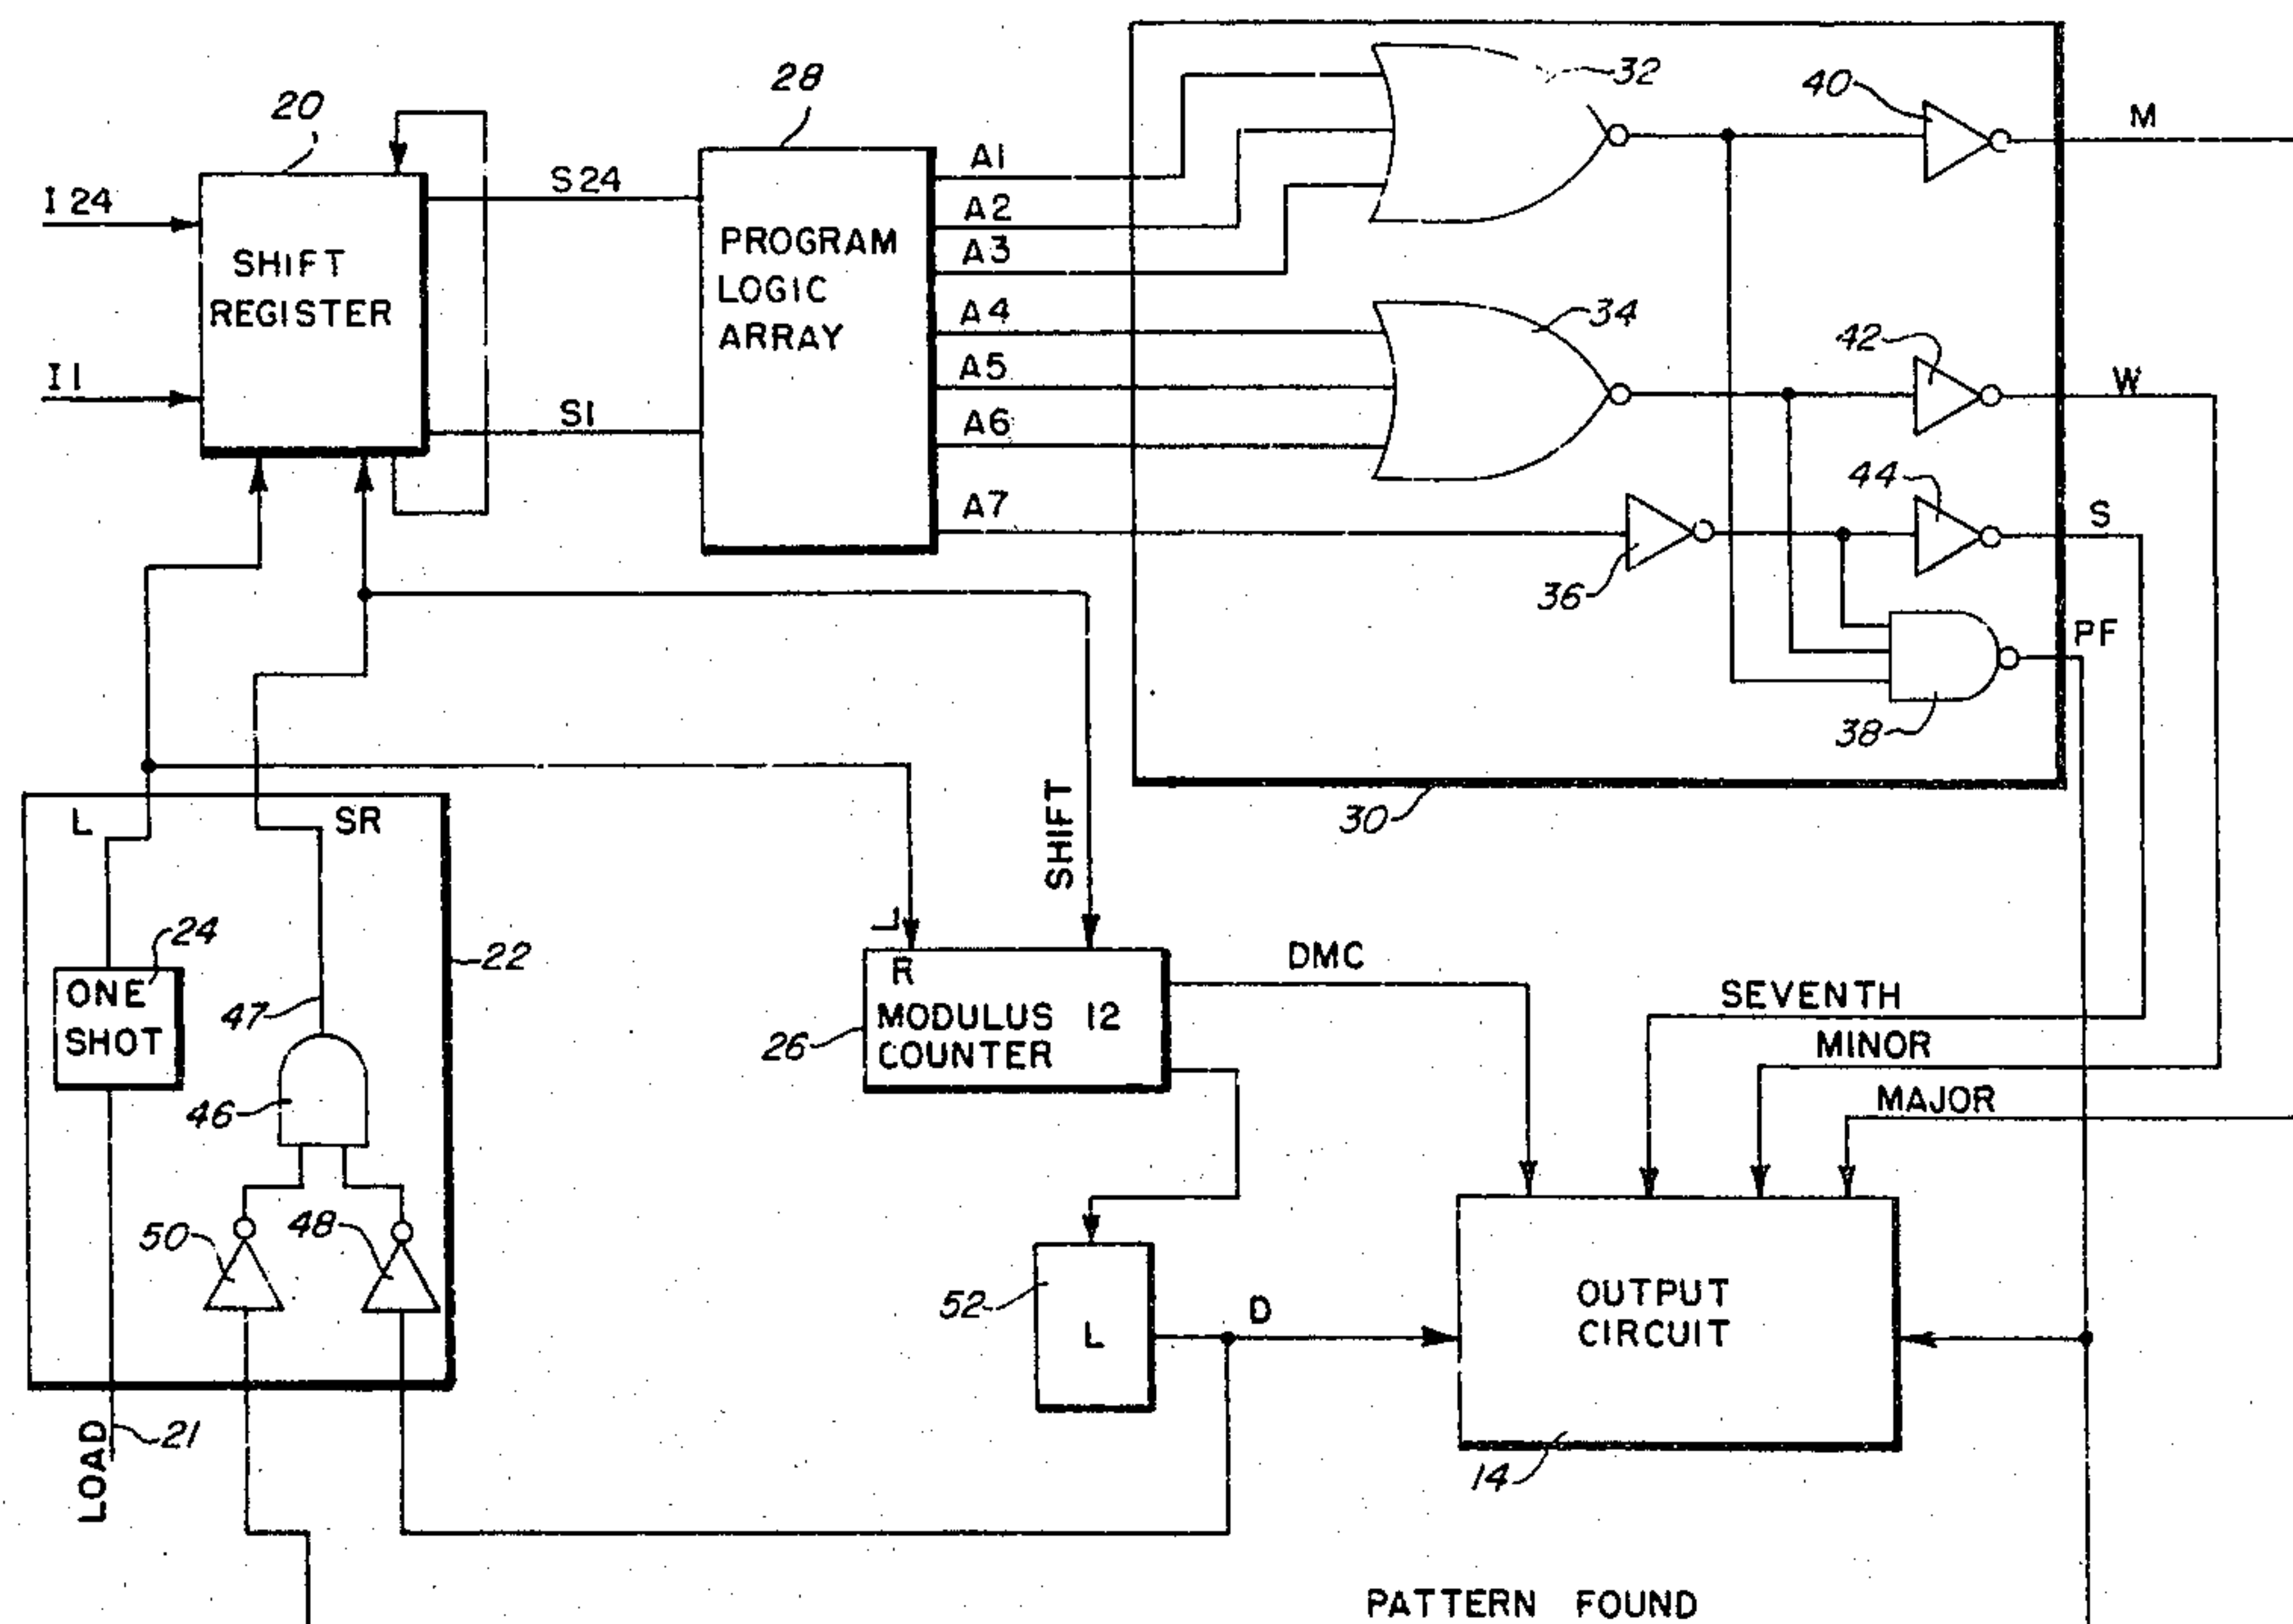 20
28
32
40
M
I 24
S24
A1
A2
A3
SHIFT
REGISTER
PROGRAM
LOGIC
ARRAY
A4
34
42
W
I 1
S1
A5
A6
44
A7
S
36
PF
38
30
L
SR
SHIFT
L
24
22
ONE
SHOT
47
R
MODULUS 12
COUNTER
26
DMC
SEVENTH
MINOR
MAJOR
46
50
48
52
L
D
OUTPUT
CIRCUIT
LOAD
21
14
PATTERN FOUND